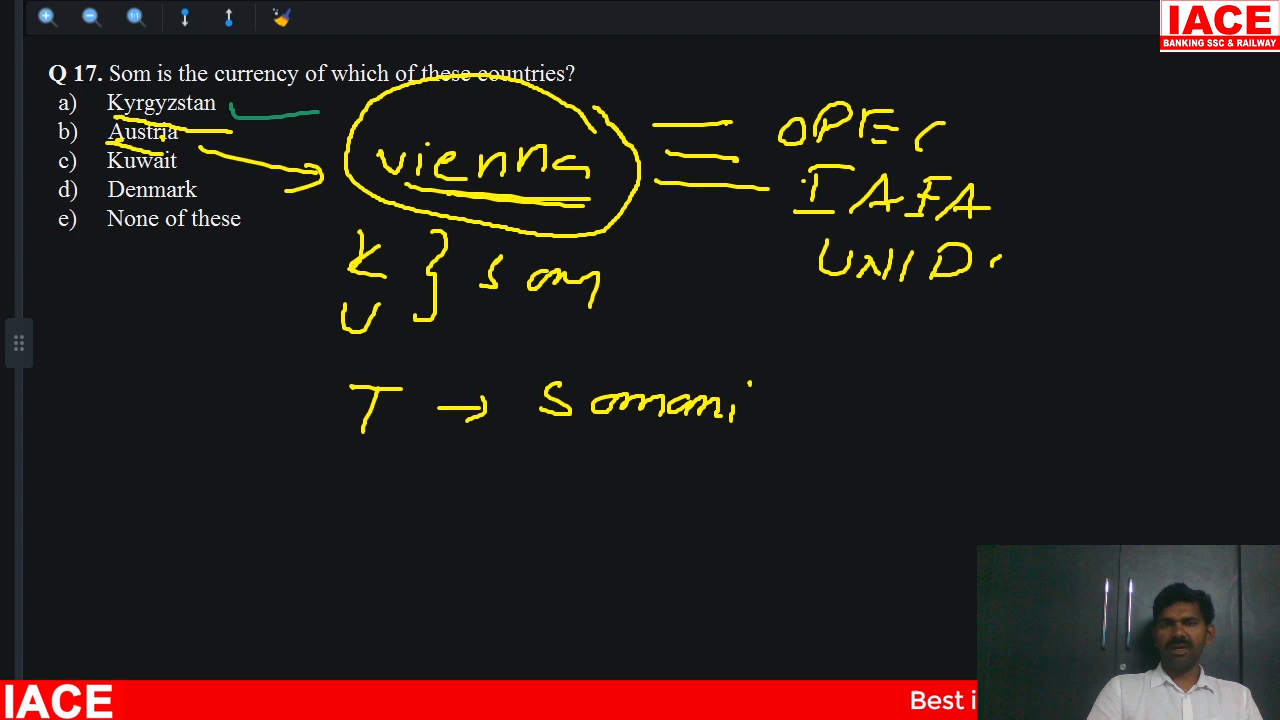 IACE
BANKING SSC & RAILWAY
Q 17. Som is the currency of which of these countries?
a) Kyrgyzstan
b) Austria
c) Kuwait
d) Denmark
e) None of these
vienna
OPEC
IAFA
UNID
K
U } som
T → Somani
IACE
Best i